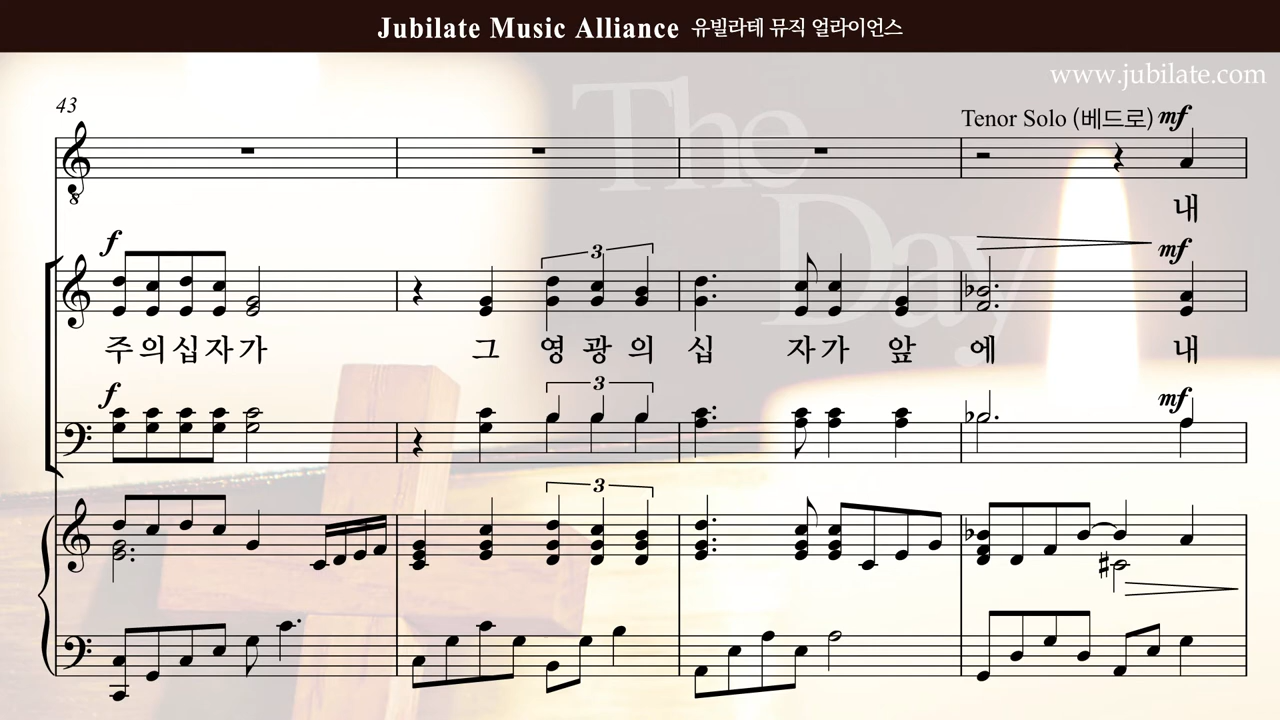 Jubilate Music Alliance 유빌라테 뮤직 얼라이언스
www.jubilate.com
The
Day
43
Tenor Solo (베드로) mf
내
f
3
mf
주 의 십 자 가 그 영 광 의 십 자 가 앞 에 내
f
3
mf
3